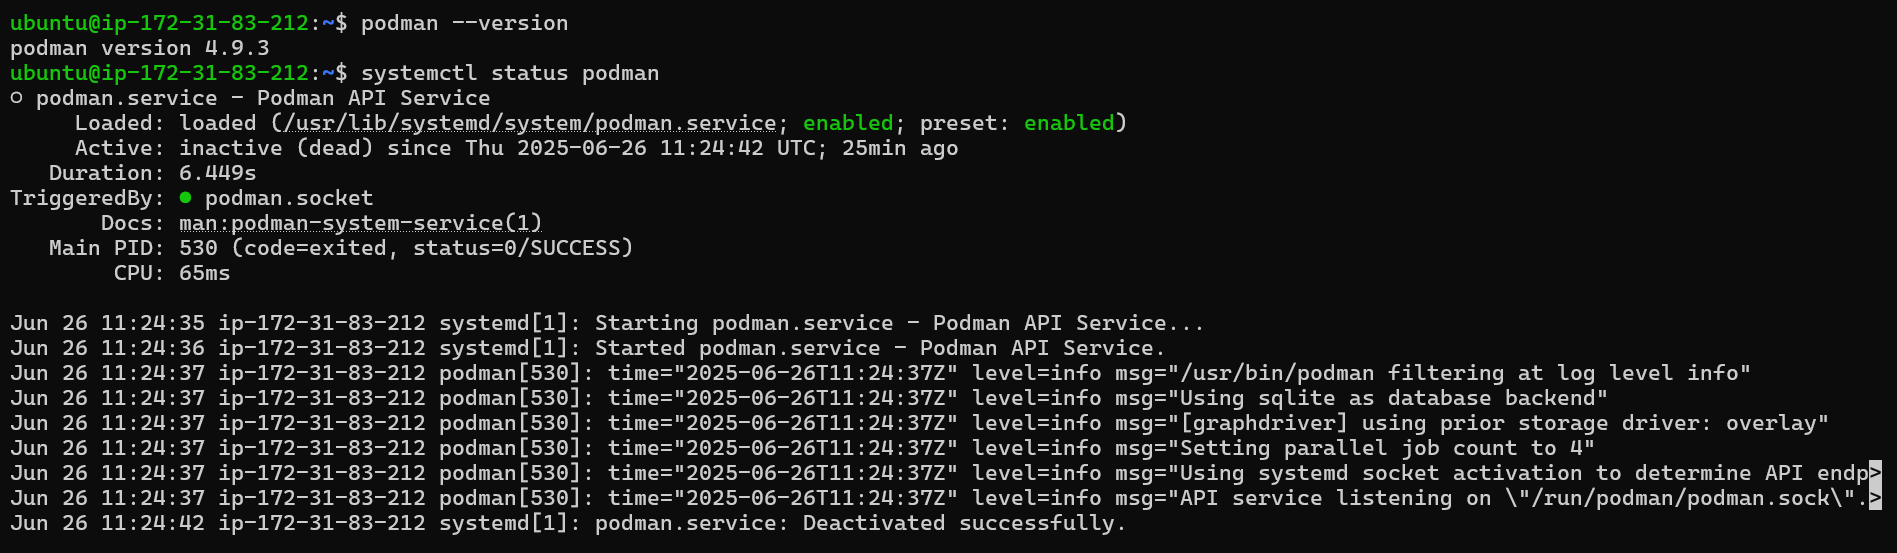 ubuntu@ip-172-31-83-212:~$ podman --version
podman version 4.9.3
ubuntu@ip-172-31-83-212:~$ systemctl status podman
○ podman.service - Podman API Service
     Loaded: loaded (/usr/lib/systemd/system/podman.service; enabled; preset: enabled)
     Active: inactive (dead) since Thu 2025-06-26 11:24:42 UTC; 25min ago
   Duration: 6.449s
TriggeredBy: ● podman.socket
       Docs: man:podman-system-service(1)
   Main PID: 530 (code=exited, status=0/SUCCESS)
        CPU: 65ms

Jun 26 11:24:35 ip-172-31-83-212 systemd[1]: Starting podman.service - Podman API Service...
Jun 26 11:24:36 ip-172-31-83-212 systemd[1]: Started podman.service - Podman API Service.
Jun 26 11:24:37 ip-172-31-83-212 podman[530]: time="2025-06-26T11:24:37Z" level=info msg="/usr/bin/podman filtering at log level info"
Jun 26 11:24:37 ip-172-31-83-212 podman[530]: time="2025-06-26T11:24:37Z" level=info msg="Using sqlite as database backend"
Jun 26 11:24:37 ip-172-31-83-212 podman[530]: time="2025-06-26T11:24:37Z" level=info msg="[graphdriver] using prior storage driver: overlay"
Jun 26 11:24:37 ip-172-31-83-212 podman[530]: time="2025-06-26T11:24:37Z" level=info msg="Setting parallel job count to 4"
Jun 26 11:24:37 ip-172-31-83-212 podman[530]: time="2025-06-26T11:24:37Z" level=info msg="Using systemd socket activation to determine API endp>
Jun 26 11:24:37 ip-172-31-83-212 podman[530]: time="2025-06-26T11:24:37Z" level=info msg="API service listening on \"/run/podman/podman.sock\".>
Jun 26 11:24:42 ip-172-31-83-212 systemd[1]: podman.service: Deactivated successfully.